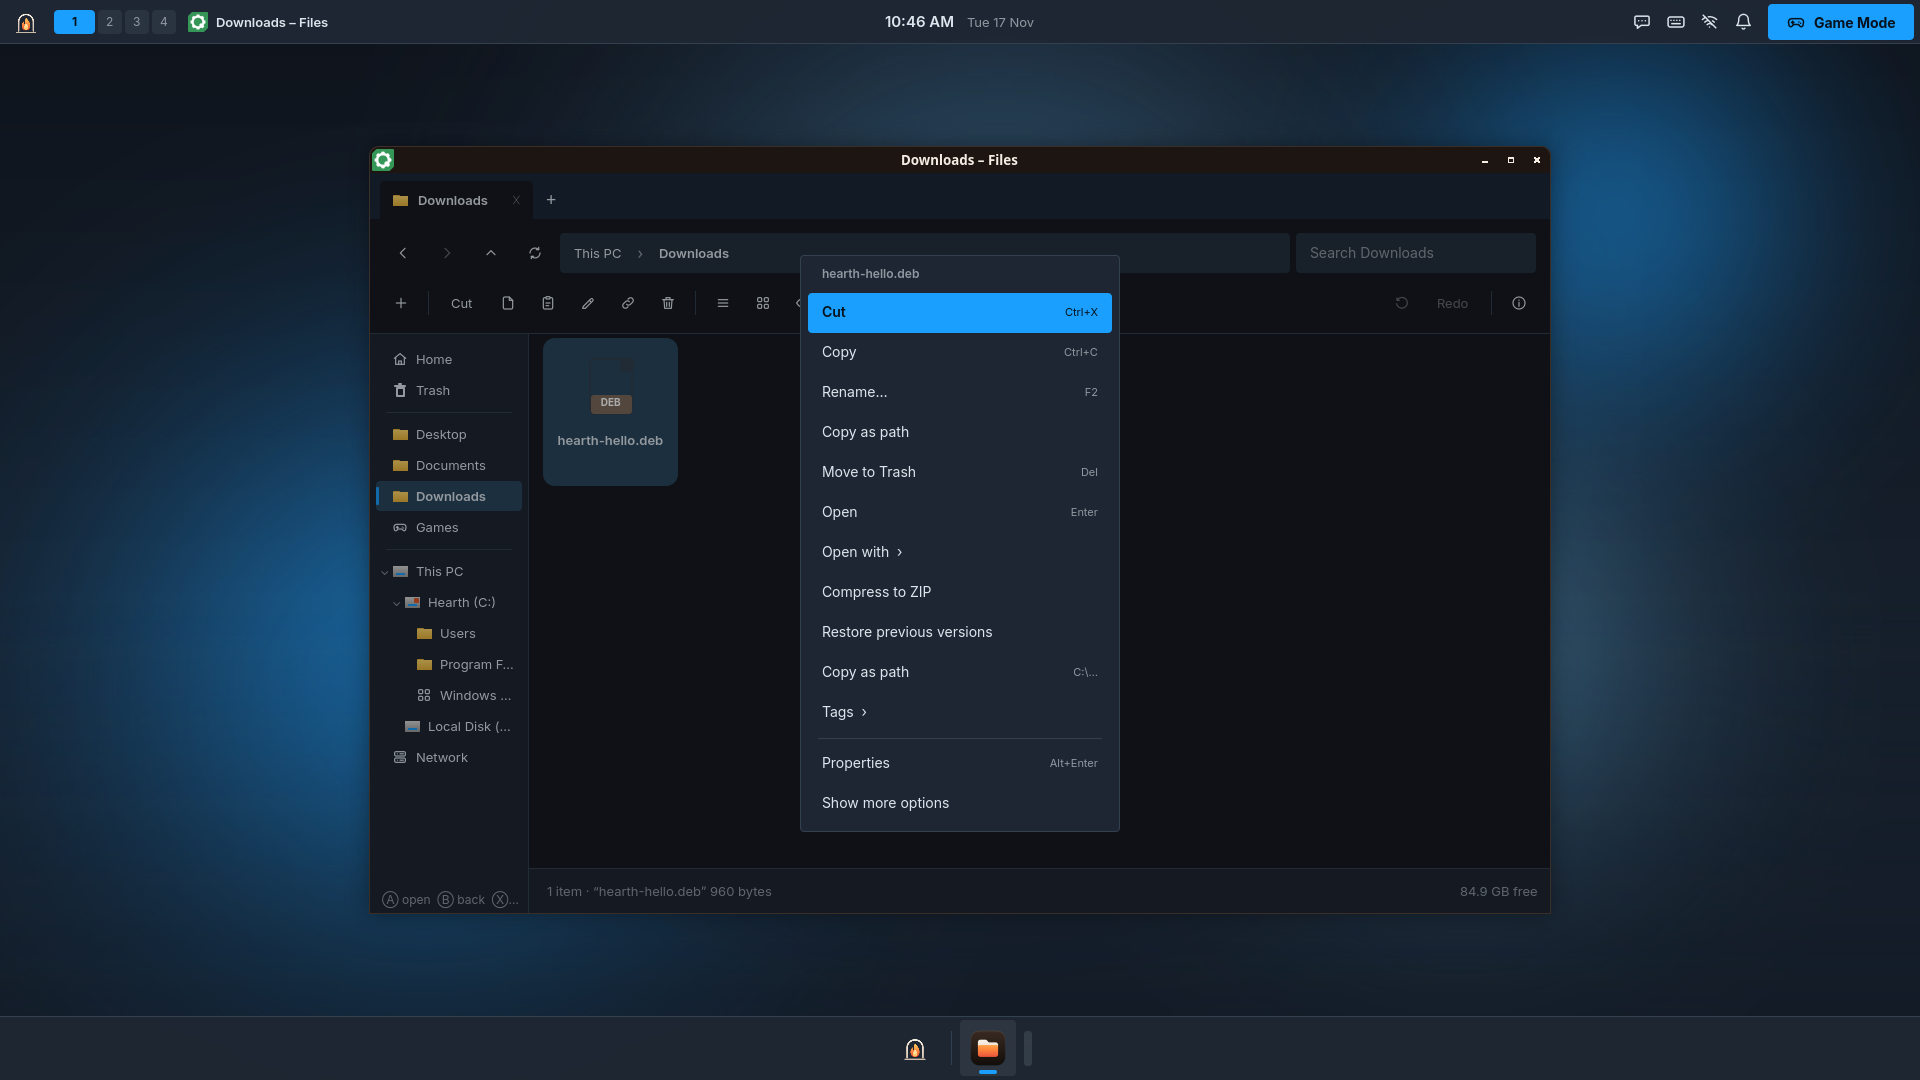 1 2 3 4 Downloads – Files 10:46 AM Tue 17 Nov Game Mode
Downloads – Files
Downloads X +
This PC › Downloads Search Downloads
Cut Redo
Home
Trash
Desktop
Documents
Downloads
Games
This PC
Hearth (C:)
Users
Program F...
Windows ...
Local Disk (...
Network
A open B back X...
DEB
hearth-hello.deb
hearth-hello.deb
Cut Ctrl+X
Copy Ctrl+C
Rename... F2
Copy as path
Move to Trash Del
Open Enter
Open with ›
Compress to ZIP
Restore previous versions
Copy as path C:\...
Tags ›
Properties Alt+Enter
Show more options
1 item · “hearth-hello.deb” 960 bytes 84.9 GB free